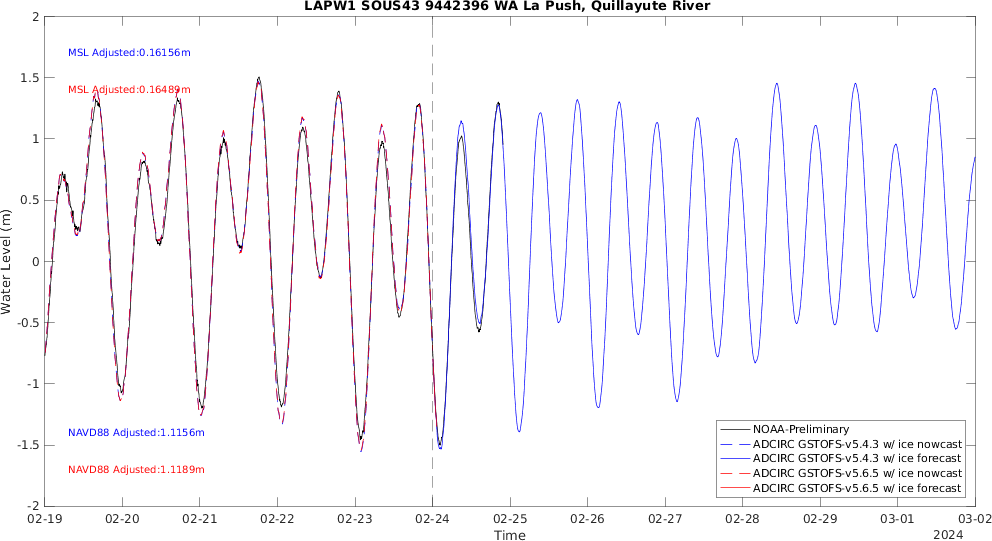 LAPW1 SOUS43 9442396 WA La Push, Quillayute River
2
1.5
1
0.5
0
-0.5
-1
-1.5
-2
Water Level (m)
MSL Adjusted:0.16156m
MSL Adjusted:0.16489m
NAVD88 Adjusted:1.1156m
NAVD88 Adjusted:1.1189m
NOAA-Preliminary
ADCIRC GSTOFS-v5.4.3 w/ ice nowcast
ADCIRC GSTOFS-v5.4.3 w/ ice forecast
ADCIRC GSTOFS-v5.6.5 w/ ice nowcast
ADCIRC GSTOFS-v5.6.5 w/ ice forecast
02-19 02-20 02-21 02-22 02-23 02-24 02-25 02-26 02-27 02-28 02-29 03-01 03-02
Time
2024